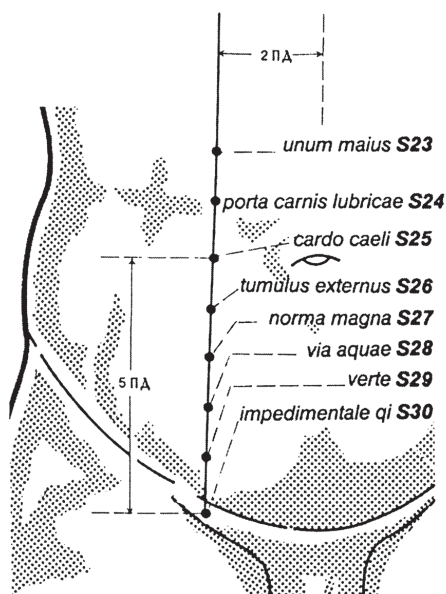 2 ПД
unum maius S23
porta carnis lubricae S24
cardo caeli S25
tumulus externus S26
norma magna S27
via aquae S28
5 ПД
verte S29
impedimentale qi S30